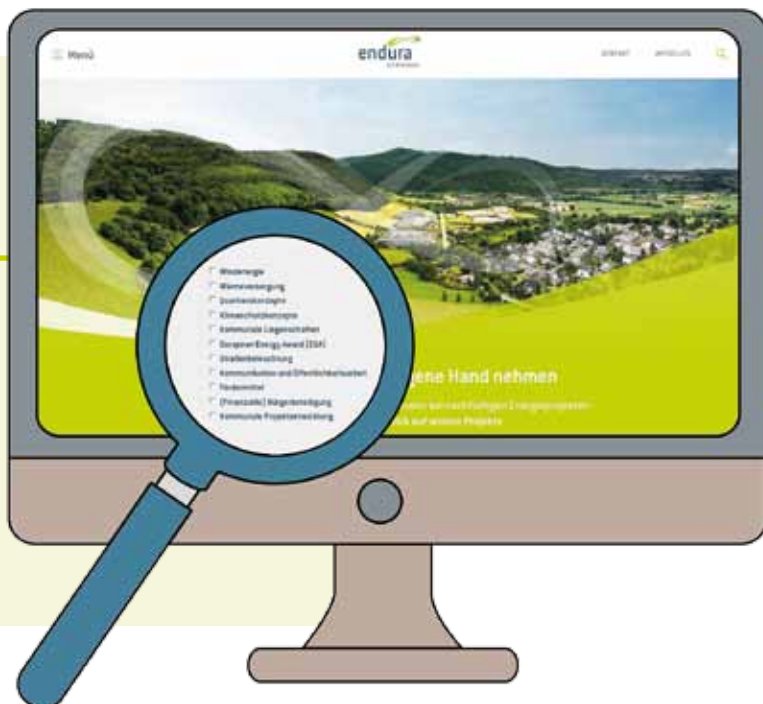 Menü
endura
KONTAKT AKTUELLES
Windenergie
Wärmeversorgung
Quartierskonzepte
Klimaschutzkonzepte
Kommunale Liegenschaften
European Energy Award (EEA)
Straßenbeleuchtung
Kommunikation und Öffentlichkeitsarbeit
Fördermittel
(Finanzielle) Bürgerbeteiligung
Kommunale Projektentwicklung
gene Hand nehmen
nachhaltigen Energieprojekten
auf unsere Projekte